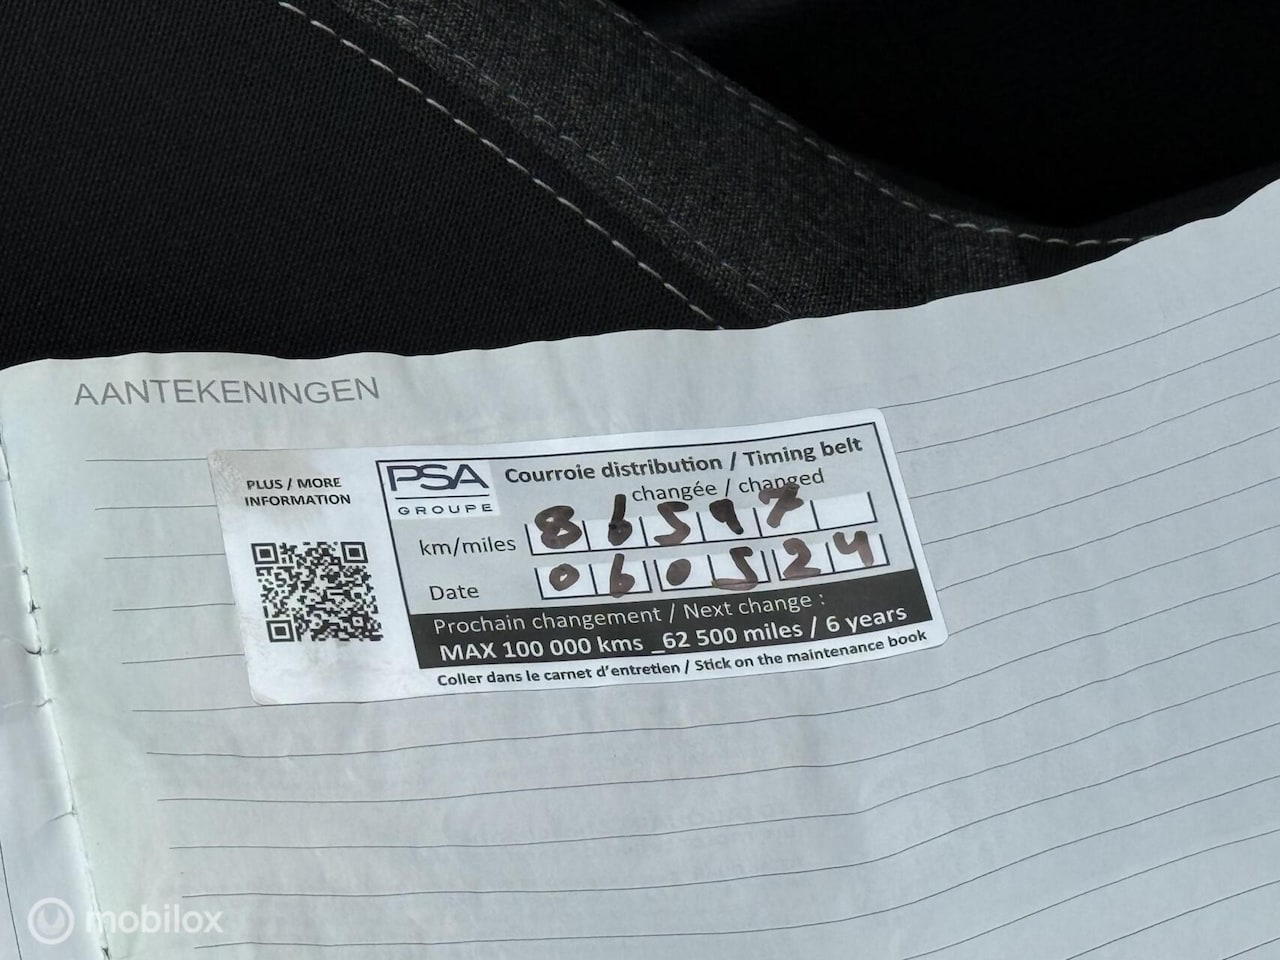 AANTEKENINGEN
PLUS / MORE
INFORMATION
PSA
GROUPE
Courroie distribution / Timing belt
changée / changed
km/miles 86597
Date 060524
Prochain changement / Next change :
MAX 100 000 kms _62 500 miles / 6 years
Coller dans le carnet d'entretien / Stick on the maintenance book
mobilox